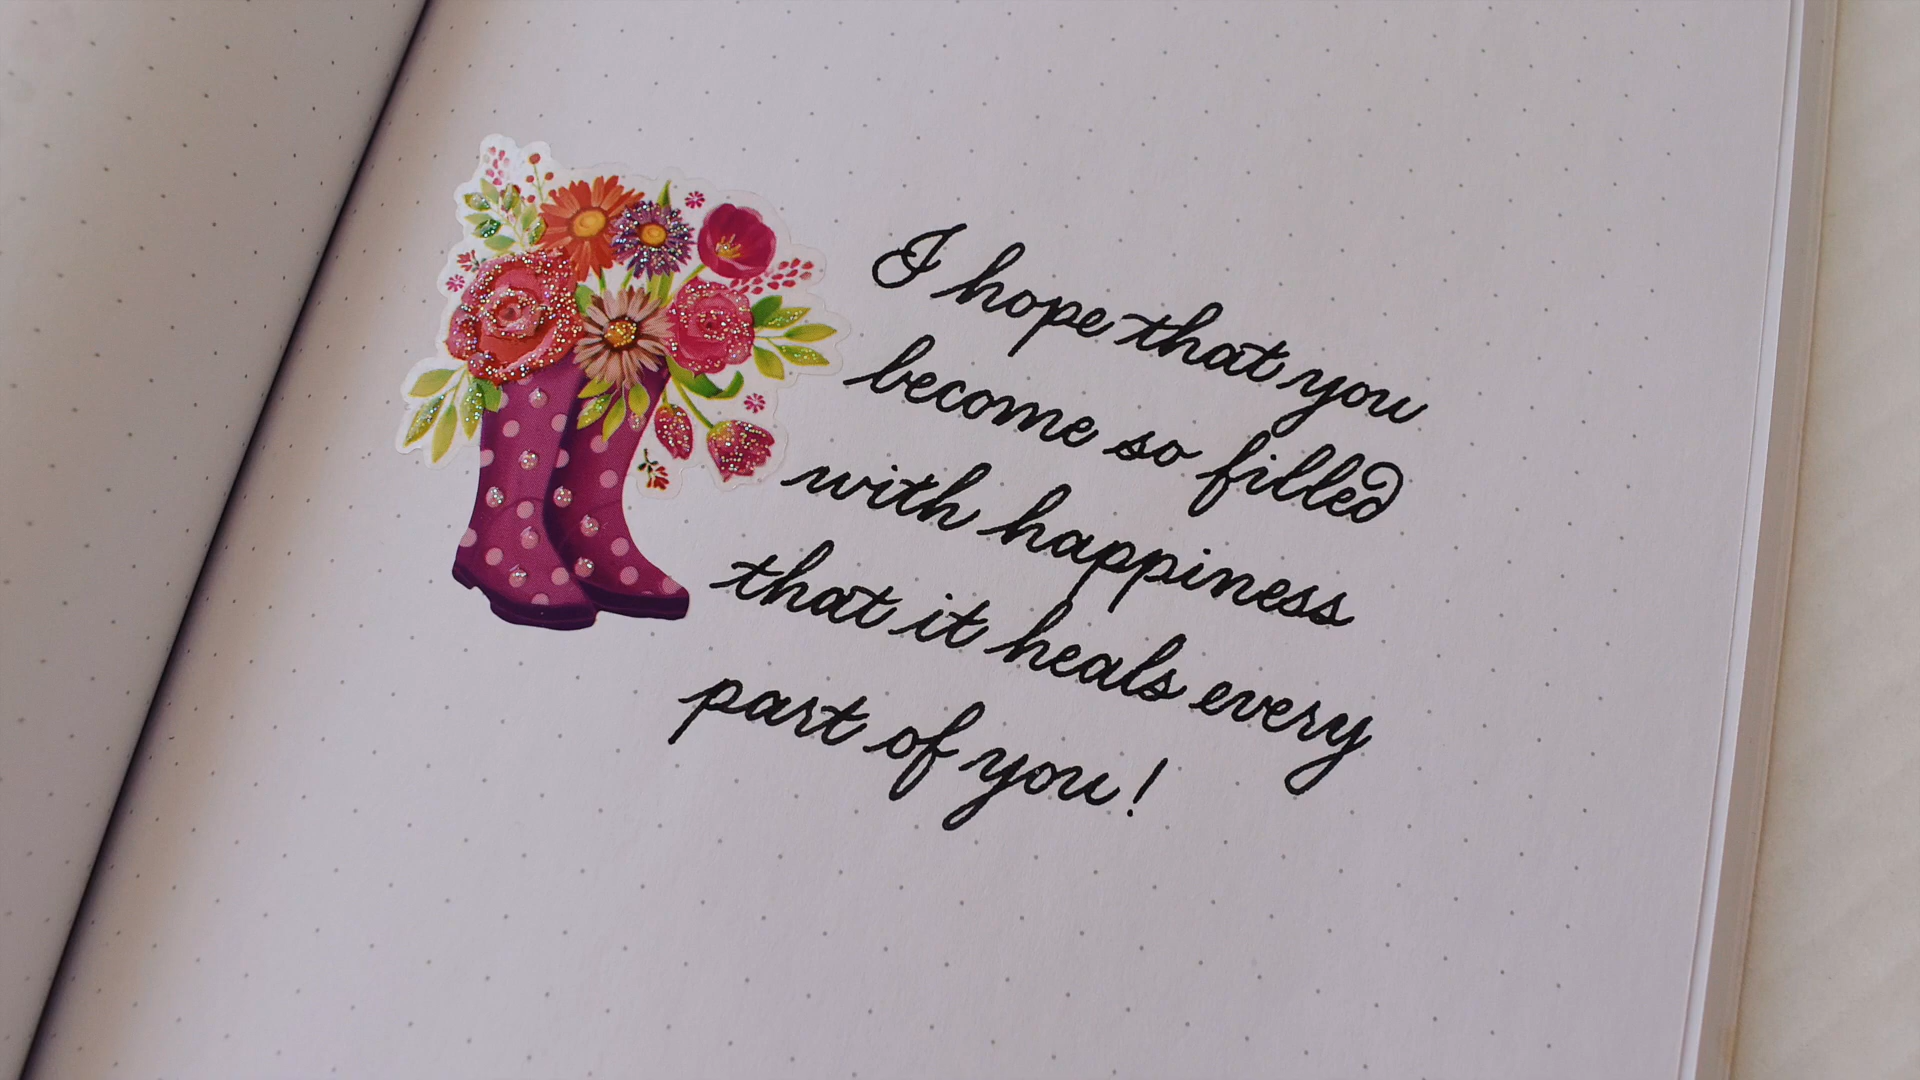 I hope that you
become so filled
with happiness
that it heals every
part of you!